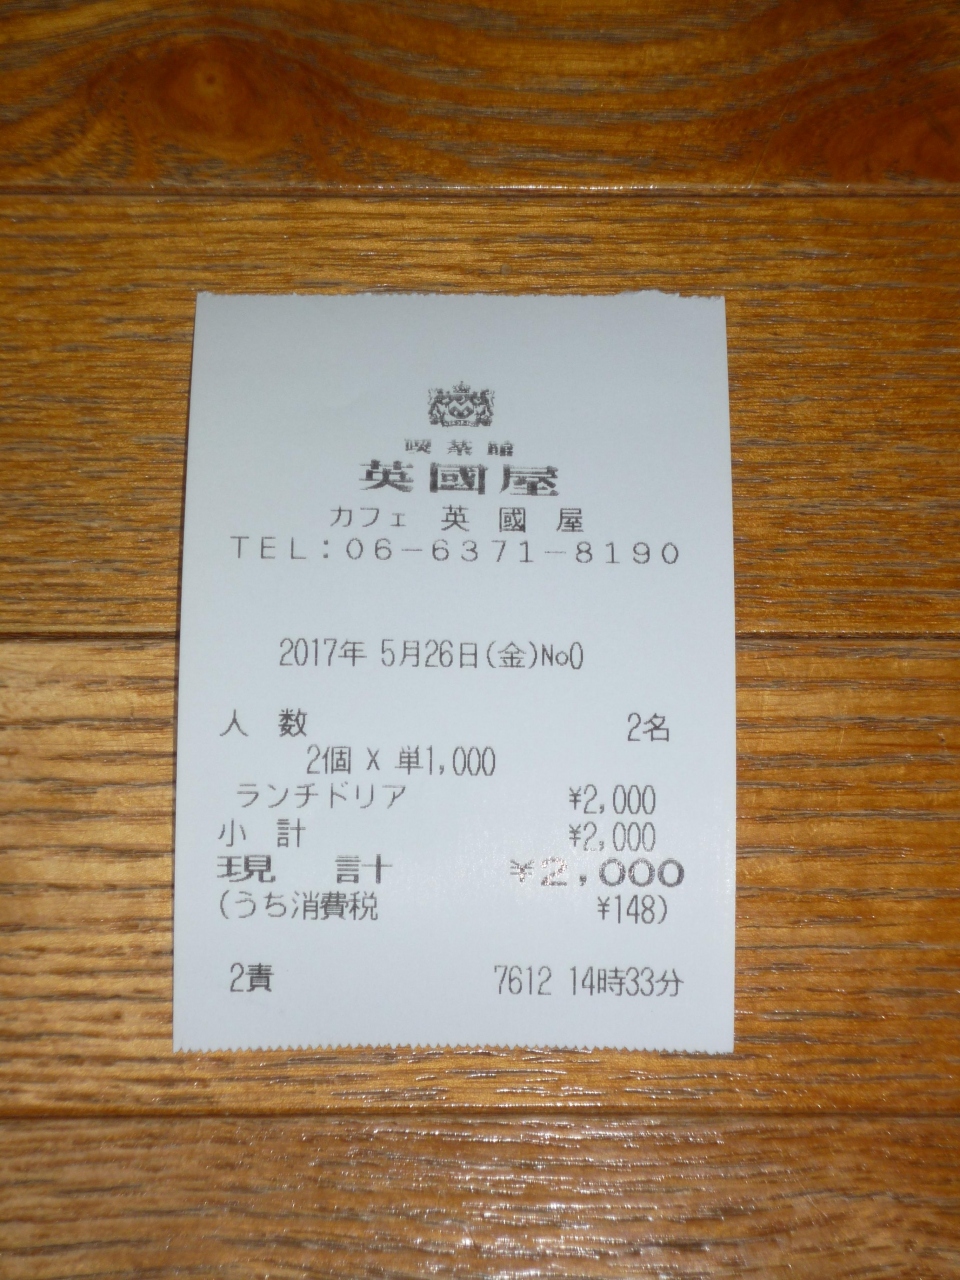 喫茶館
英國屋
カフェ 英 國 屋
TEL:06-6371-8190
2017年 5月26日(金)No0
人 数 2名
2個 X 単1,000
ランチドリア ¥2,000
小 計 ¥2,000
現 計 ¥2,000
(うち消費税 ¥148)
2責 7612 14時33分